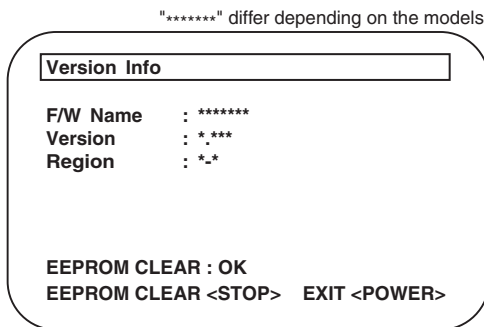 "*******" differ depending on the models
Version Info
F/W Name : *******
Version : *.***
Region : *-*
EEPROM CLEAR : OK
EEPROM CLEAR <STOP> EXIT <POWER>